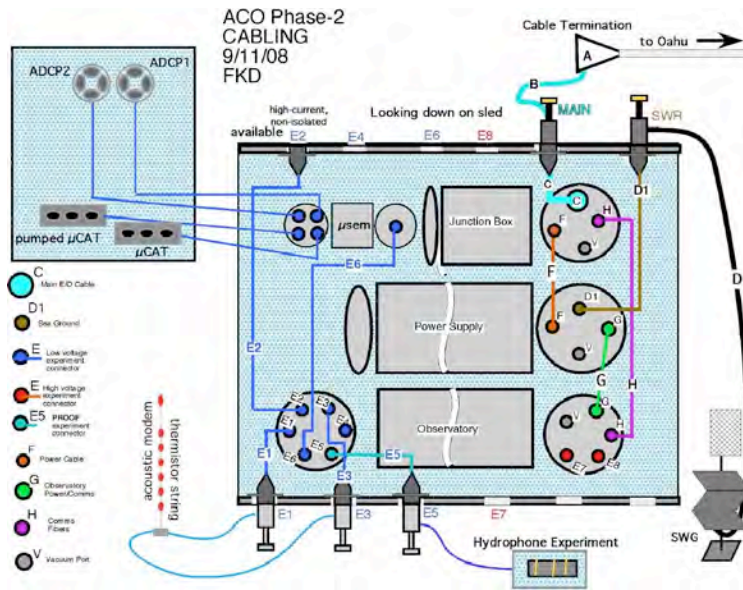 ACO Phase-2
CABLING
9/11/08
FKD
Cable Termination
A
to Oahu
B
ADCP2
ADCP1
high-current,
non-isolated
Looking down on sled
MAIN
SWR
available
E2
E4
E6
E8
C
D1
pumped µCAT
µCAT
µsem
Junction Box
C
F
H
V
E6
F
D
C
Main E/O Cable
D1
Sea Ground
E
Low voltage
experiment
connector
E
High voltage
experiment
connector
E5
PROOF
experiment
connector
F
Power Cable
G
Observatory
Power/Comms
H
Comms
Fibers
V
Vacuum Port
E2
Power Supply
D1
F
G
V
G
H
acoustic modem
thermistor string
Observatory
E2
E3
E1
E4
E6
E5
E5
V
G
H
E7
E8
E1
E3
E1
E3
E5
E7
Hydrophone Experiment
SWG